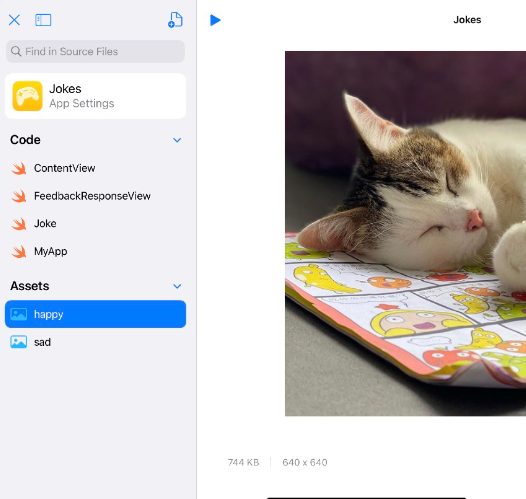 Jokes
Find in Source Files
Jokes
App Settings
Code
ContentView
FeedbackResponseView
Joke
MyApp
Assets
happy
sad
744 KB
640 x 640